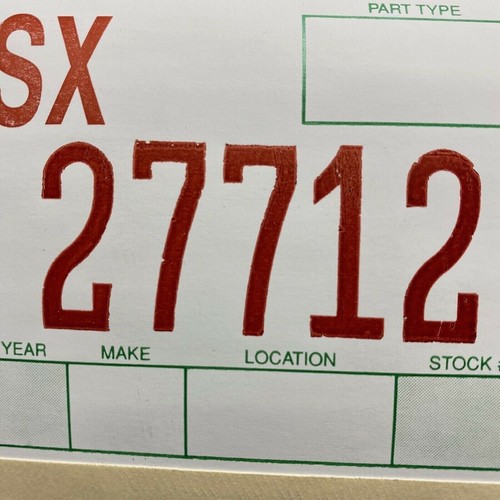 PART TYPE
SX
27712
YEAR MAKE LOCATION STOCK #